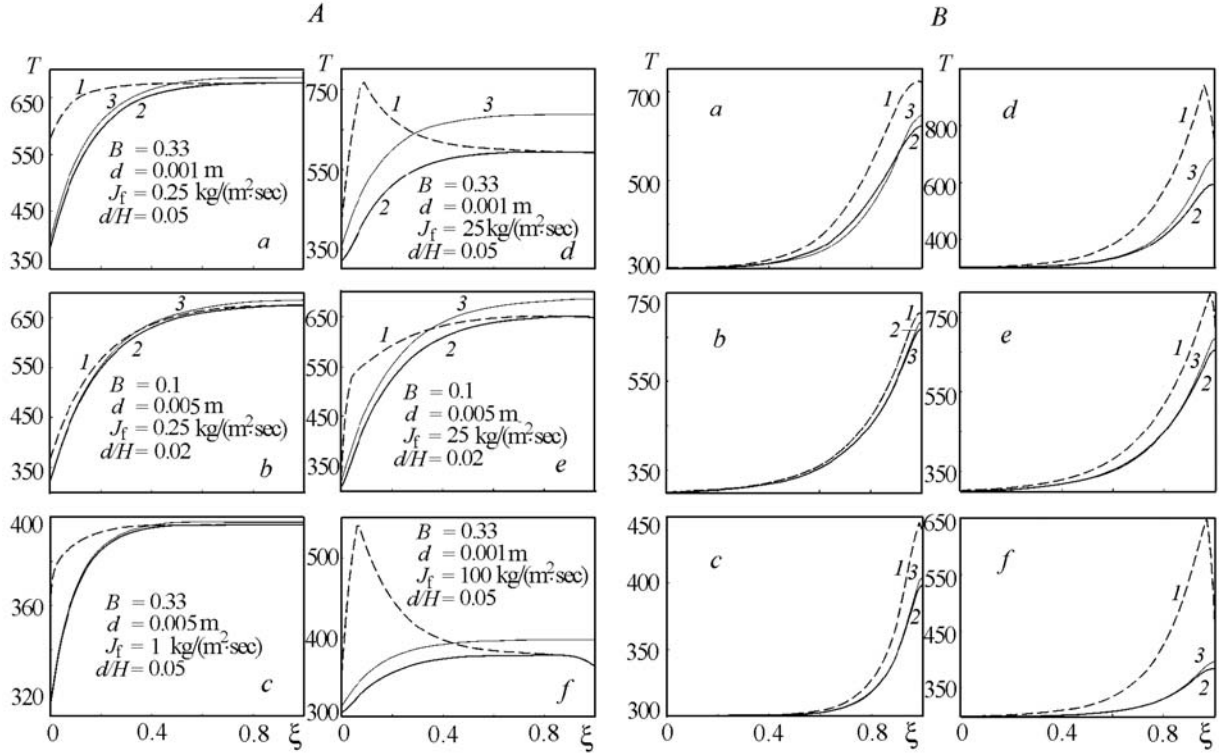 A
B
T
650
550
450
350
1
3
2
B = 0.33
d = 0.001 m
J_f = 0.25 kg/(m²·sec)
d/H = 0.05
a
T
750
550
350
1
3
2
B = 0.33
d = 0.001 m
J_f = 25 kg/(m²·sec)
d/H = 0.05
d
650
550
450
350
1
3
2
B = 0.1
d = 0.005 m
J_f = 0.25 kg/(m²·sec)
d/H = 0.02
b
650
550
450
350
1
3
2
B = 0.1
d = 0.005 m
J_f = 25 kg/(m²·sec)
d/H = 0.02
e
400
360
320
B = 0.33
d = 0.005 m
J_f = 1 kg/(m²·sec)
d/H = 0.05
c
0 0.4 0.8 ξ
500
400
300
B = 0.33
d = 0.001 m
J_f = 100 kg/(m²·sec)
d/H = 0.05
f
0 0.4 0.8 ξ
T
700
500
300
a
1
3
2
T
800
600
400
d
1
3
2
750
550
350
b
1
2
3
750
550
350
e
1
3
2
450
400
350
300
c
1
3
2
0 0.4 0.8 ξ
650
550
450
350
f
1
3
2
0 0.4 0.8 ξ